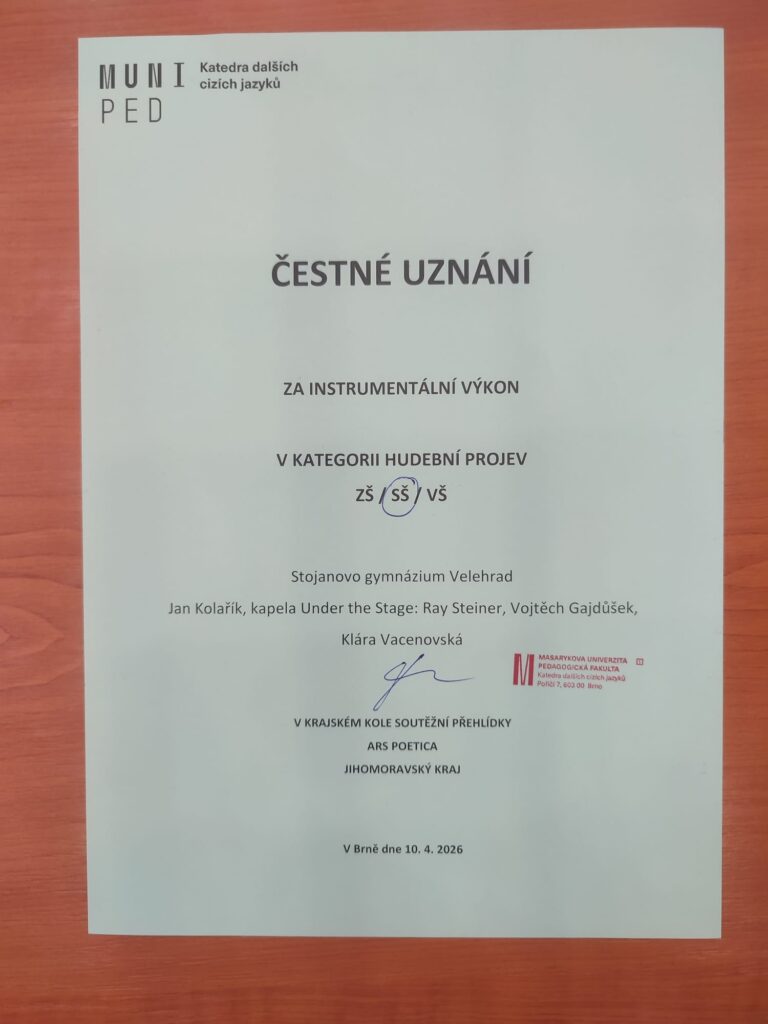 MUNI
PED
Katedra dalších
cizích jazyků
ČESTNÉ UZNÁNÍ
ZA INSTRUMENTÁLNÍ VÝKON
V KATEGORII HUDEBNÍ PROJEV
ZŠ / SŠ / VŠ
Stojanovo gymnázium Velehrad
Jan Kolařík, kapela Under the Stage: Ray Steiner, Vojtěch Gajdůšek,
Klára Vacenovská
M
MASARYKOVA UNIVERZITA
PEDAGOGICKÁ FAKULTA
Katedra dalších cizích jazyků
Poříčí 7, 603 00 Brno
V KRAJSKÉM KOLE SOUTĚŽNÍ PŘEHLÍDKY
ARS POETICA
JIHOMORAVSKÝ KRAJ
V Brně dne 10. 4. 2026